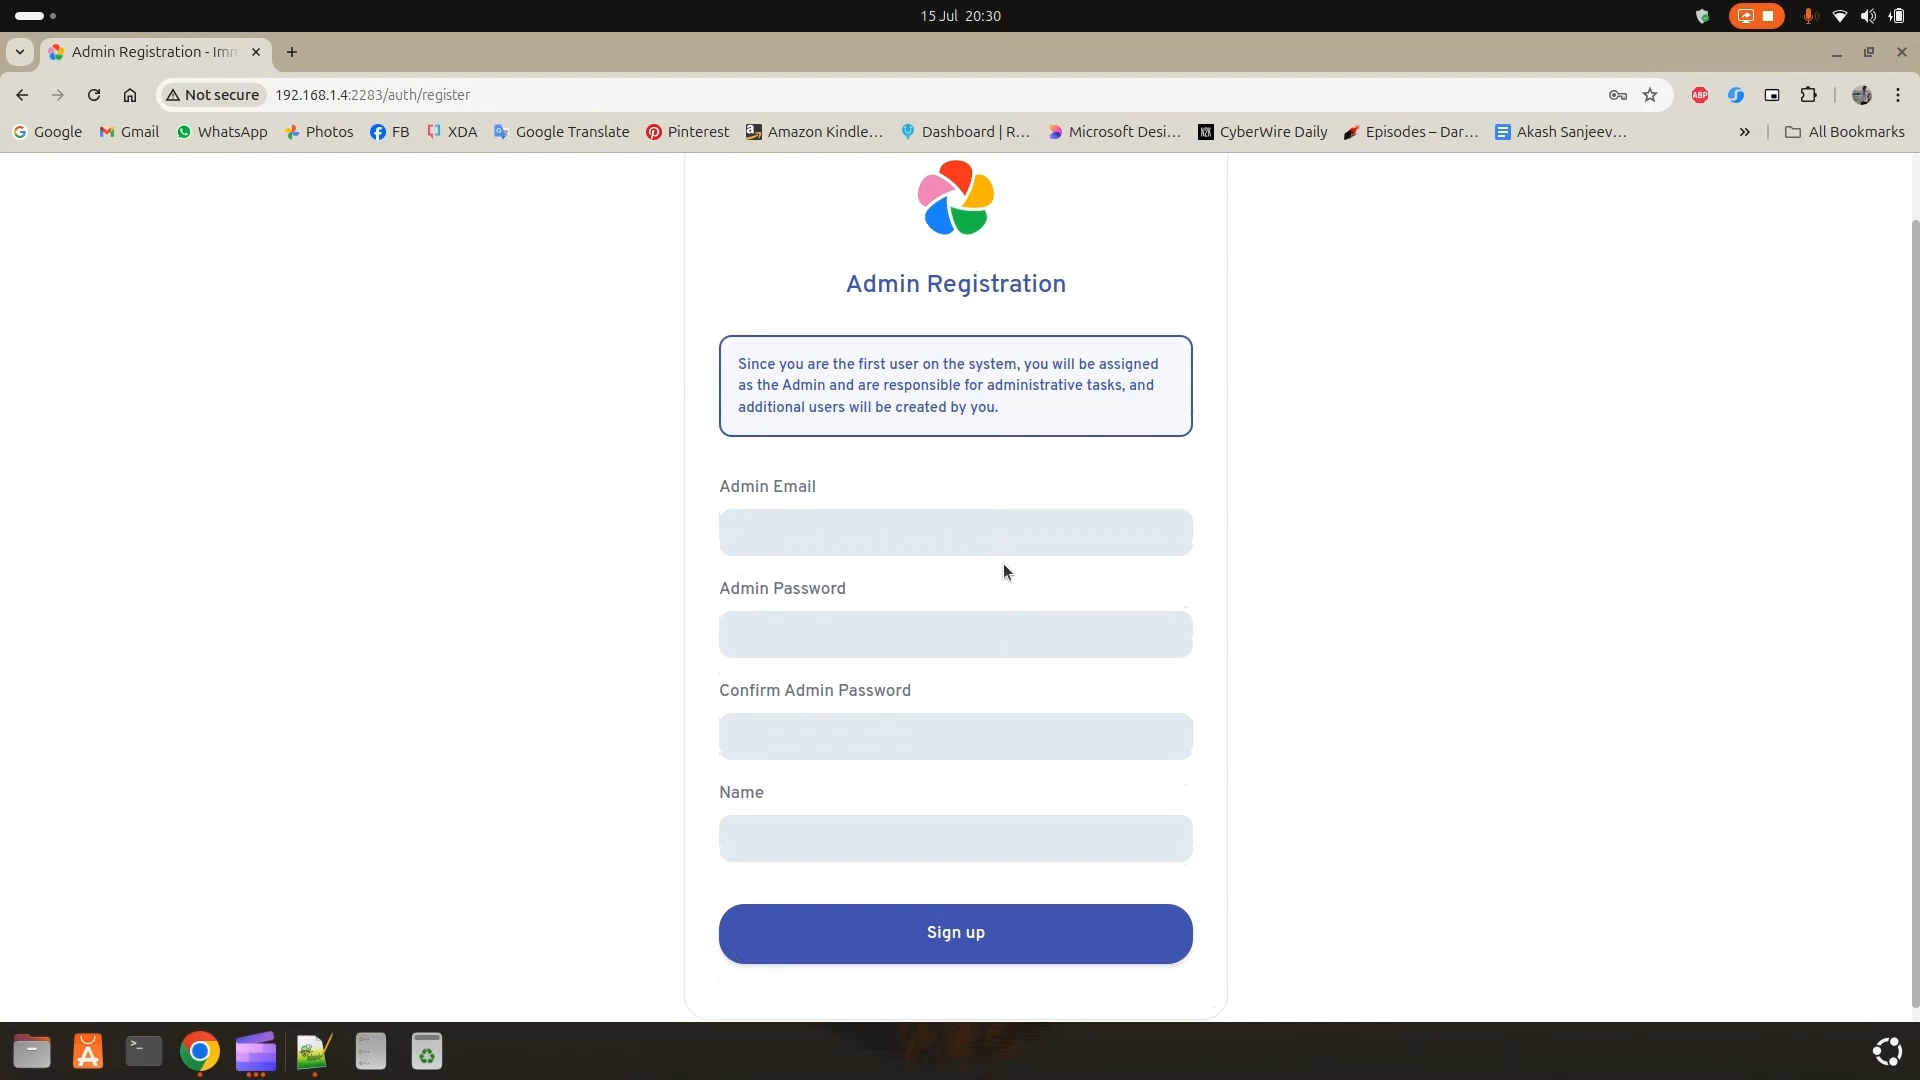 15 Jul 20:30
Admin Registration - Imm
Not secure
192.168.1.4:2283/auth/register
ABP
Google
Gmail
WhatsApp
Photos
FB
XDA
Google Translate
Pinterest
Amazon Kindle...
Dashboard | R...
Microsoft Desi...
N2K
CyberWire Daily
Episodes – Dar...
Akash Sanjeev...
»
All Bookmarks
Admin Registration
Since you are the first user on the system, you will be assigned
as the Admin and are responsible for administrative tasks, and
additional users will be created by you.
Admin Email
Admin Password
Confirm Admin Password
Name
Sign up